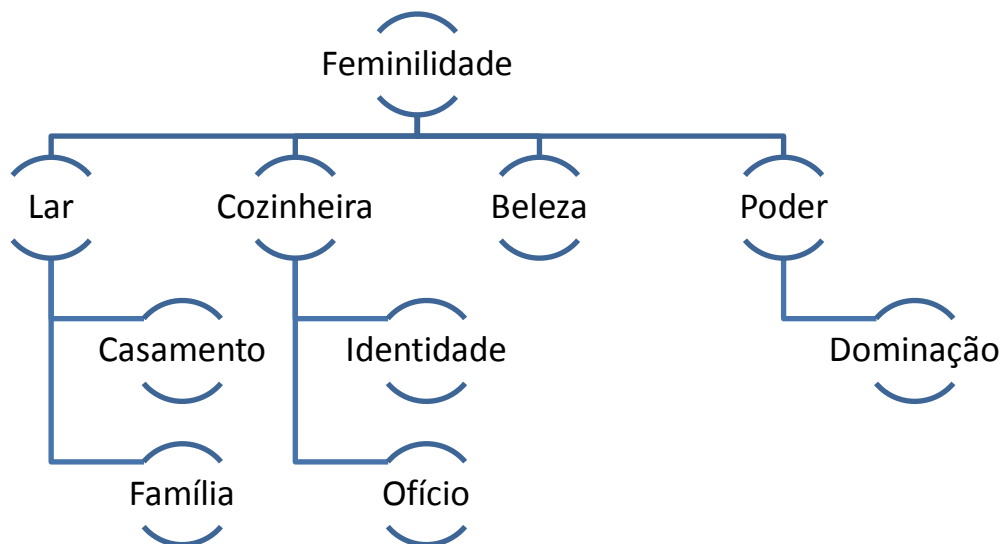 Feminilidade
Lar
Cozinheira
Beleza
Poder
Casamento
Identidade
Dominação
Família
Ofício